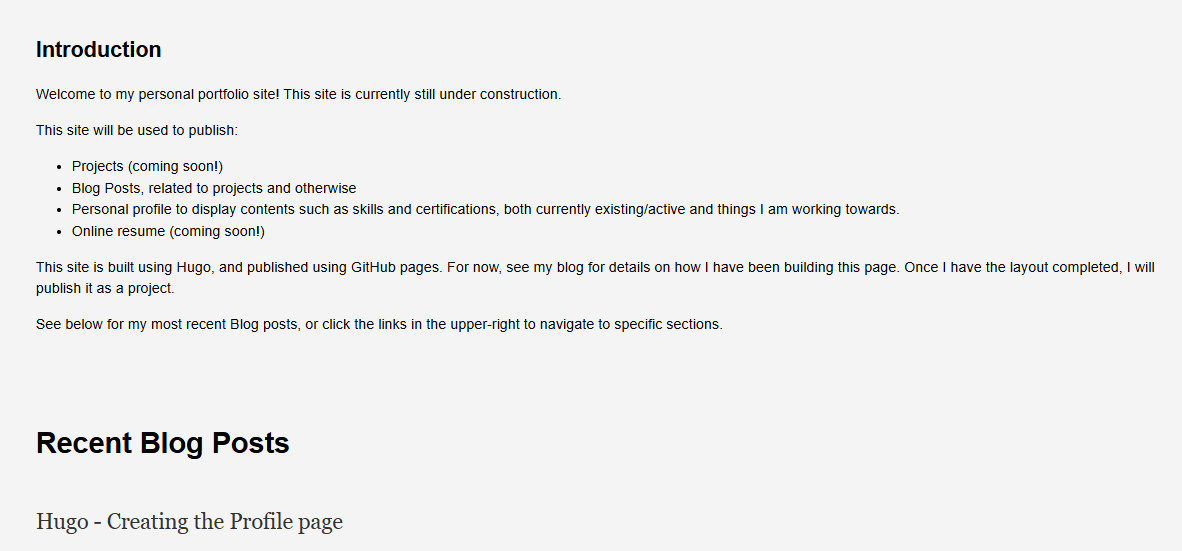 Introduction
Welcome to my personal portfolio site! This site is currently still under construction.
This site will be used to publish:
• Projects (coming soon!)
• Blog Posts, related to projects and otherwise
• Personal profile to display contents such as skills and certifications, both currently existing/active and things I am working towards.
• Online resume (coming soon!)
This site is built using Hugo, and published using GitHub pages. For now, see my blog for details on how I have been building this page. Once I have the layout completed, I will
publish it as a project.
See below for my most recent Blog posts, or click the links in the upper-right to navigate to specific sections.
Recent Blog Posts
Hugo - Creating the Profile page